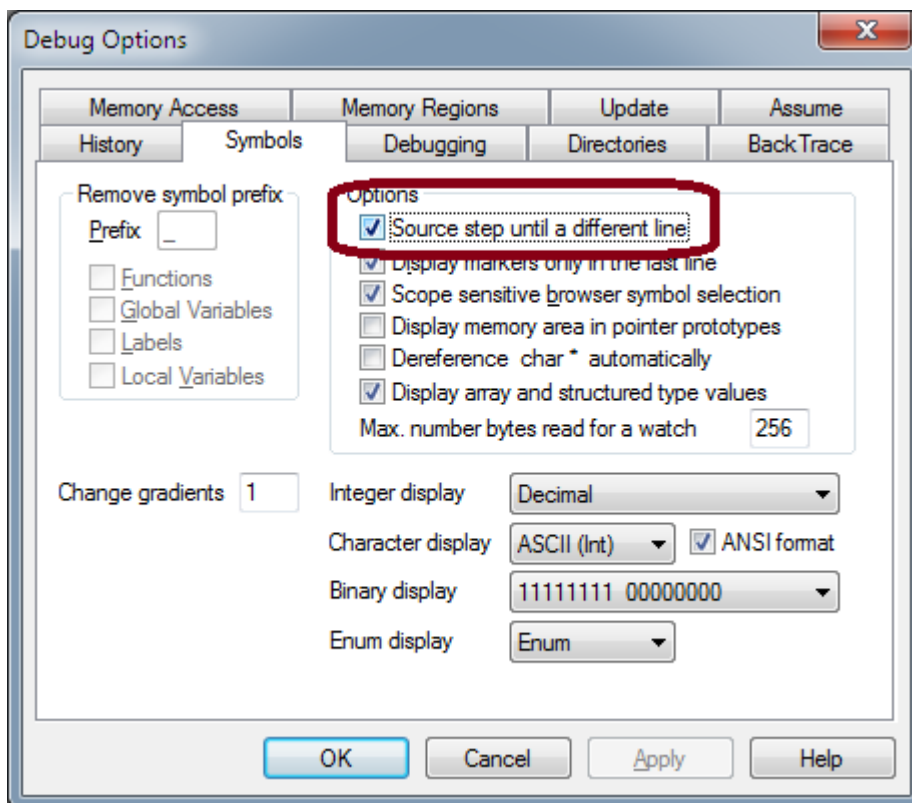 Debug Options
Memory Access Memory Regions Update Assume
History Symbols Debugging Directories BackTrace
Remove symbol prefix
Prefix _
Functions
Global Variables
Labels
Local Variables
Options
Source step until a different line
Display markers only in the last line
Scope sensitive browser symbol selection
Display memory area in pointer prototypes
Dereference char * automatically
Display array and structured type values
Max. number bytes read for a watch 256
Change gradients 1
Integer display Decimal
Character display ASCII (Int) ANSI format
Binary display 11111111 00000000
Enum display Enum
OK Cancel Apply Help